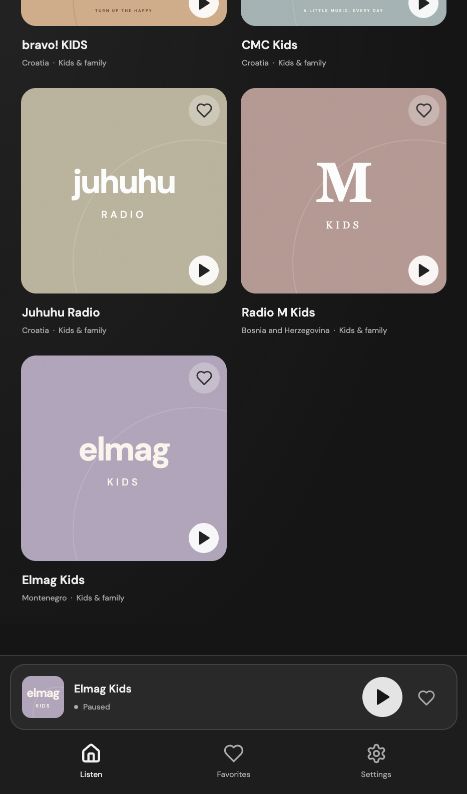 TURN UP THE HAPPY
A LITTLE MUSIC, EVERY DAY
bravo! KIDS
Croatia · Kids & family
CMC Kids
Croatia · Kids & family
juhuhu
RADIO
M
KIDS
Juhuhu Radio
Croatia · Kids & family
Radio M Kids
Bosnia and Herzegovina · Kids & family
elmag
KIDS
Elmag Kids
Montenegro · Kids & family
elmag
KIDS
Elmag Kids
Paused
Listen
Favorites
Settings